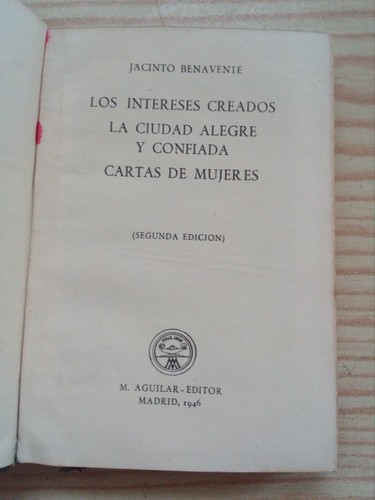 JACINTO BENAVENTE
LOS INTERESES CREADOS
LA CIUDAD ALEGRE
Y CONFIADA
CARTAS DE MUJERES
(SEGUNDA EDICION)
M. AGUILAR-EDITOR
MADRID, 1946